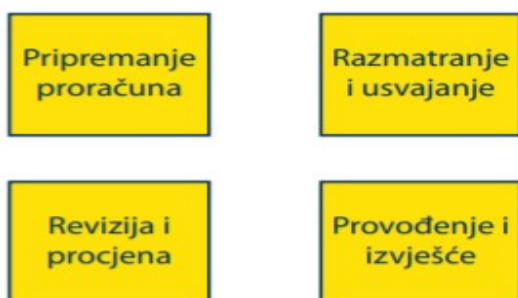 Pripremanje
proračuna
Razmatranje
i usvajanje
Revizija i
procjena
Provođenje i
izvješće